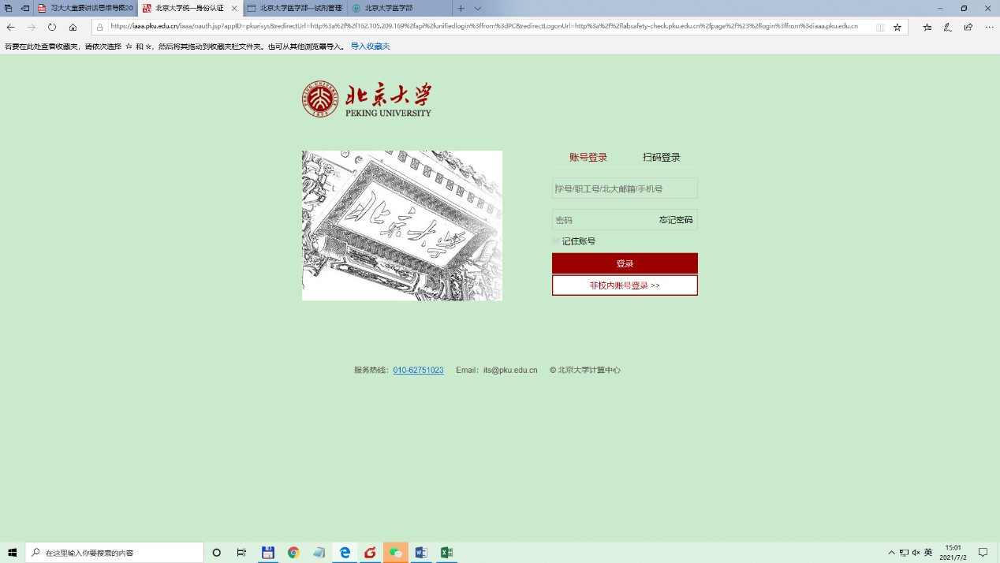 习大大重要讲话思维导图20
北京大学统一身份认证
北京大学医学部—试剂管理
北京大学医学部
https://iaaa.pku.edu.cn/iaaa/oauth.jsp?appID=pkurisys&redirectUrl=http%3a%2f%2f162.105.209.169%2fapi%2funifiedlogin%3ffrom%3dPC&redirectLogonUrl=http%3a%2f%2flabsafety-check.pku.edu.cn%2fpage%2f%23%2flogin%3ffrom%3diaaa.pku.edu.cn
若要在此处查看收藏夹，请依次选择 ☆ 和 ☆，然后将其拖动到收藏夹栏文件夹。也可从其他浏览器导入。 导入收藏夹
北京大学
PEKING UNIVERSITY
PEKING UNIVERSITY
1898
北京大学
账号登录 扫码登录
学号/职工号/北大邮箱/手机号
密码 忘记密码
记住账号
登录
非校内账号登录 >>
服务热线：010-62751023 Email：its@pku.edu.cn © 北京大学计算中心
在这里输入你要搜索的内容
英
15:01
2021/7/2